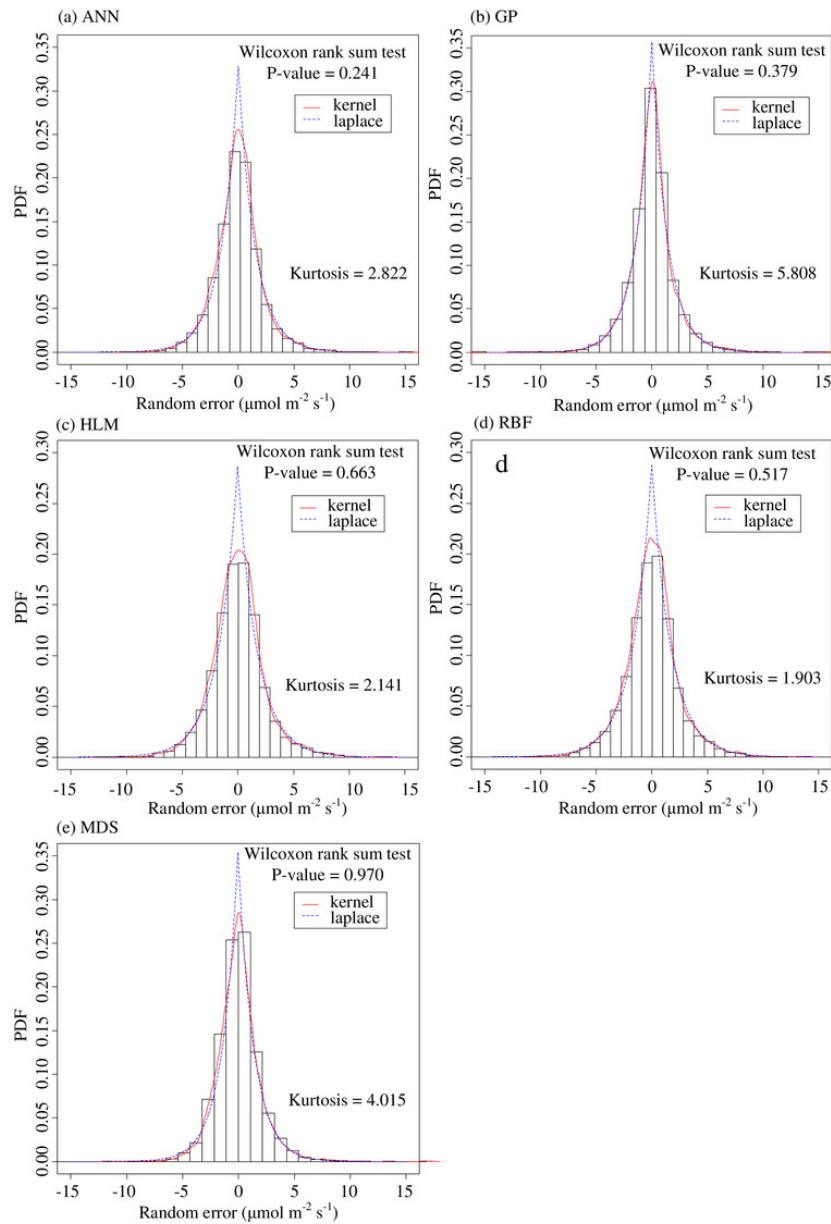 (a) ANN
Wilcoxon rank sum test
P-value = 0.241
kernel
laplace
Kurtosis = 2.822
PDF
0.35
0.30
0.25
0.20
0.15
0.10
0.05
0.00
-15 -10 -5 0 5 10 15
Random error (μmol m⁻² s⁻¹)
(b) GP
Wilcoxon rank sum test
P-value = 0.379
kernel
laplace
Kurtosis = 5.808
PDF
0.35
0.30
0.25
0.20
0.15
0.10
0.05
0.00
-15 -10 -5 0 5 10 15
Random error (μmol m⁻² s⁻¹)
(c) HLM
Wilcoxon rank sum test
P-value = 0.663
kernel
laplace
Kurtosis = 2.141
PDF
0.30
0.25
0.20
0.15
0.10
0.05
0.00
-15 -10 -5 0 5 10 15
Random error (μmol m⁻² s⁻¹)
(d) RBF
d
Wilcoxon rank sum test
P-value = 0.517
kernel
laplace
Kurtosis = 1.903
PDF
0.30
0.25
0.20
0.15
0.10
0.05
0.00
-15 -10 -5 0 5 10 15
Random error (μmol m⁻² s⁻¹)
(e) MDS
Wilcoxon rank sum test
P-value = 0.970
kernel
laplace
Kurtosis = 4.015
PDF
0.35
0.30
0.25
0.20
0.15
0.10
0.05
0.00
-15 -10 -5 0 5 10 15
Random error (μmol m⁻² s⁻¹)